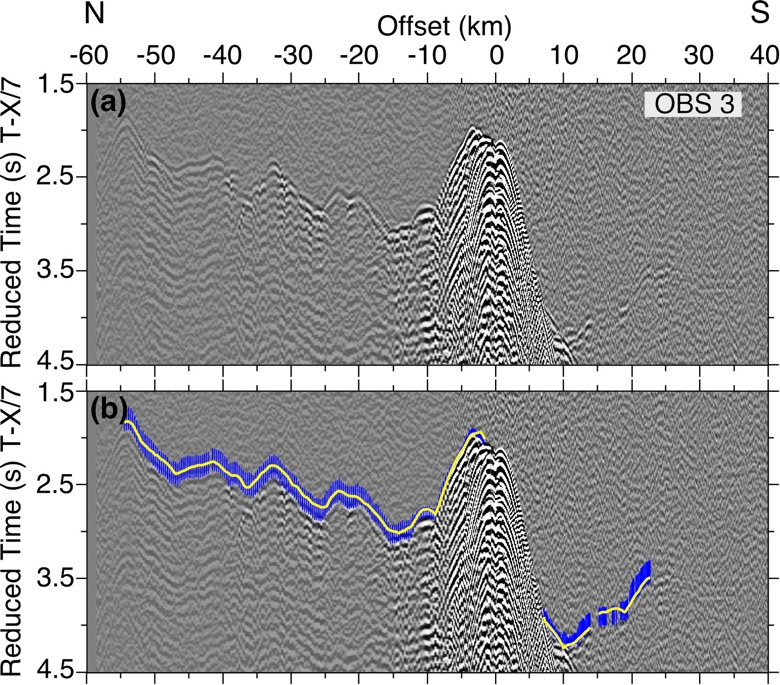 N S
Offset (km)
-60 -50 -40 -30 -20 -10 0 10 20 30 40
Reduced Time (s) T-X/7
1.5
2.5
3.5
4.5
(a)
OBS 3
Reduced Time (s) T-X/7
1.5
2.5
3.5
4.5
(b)